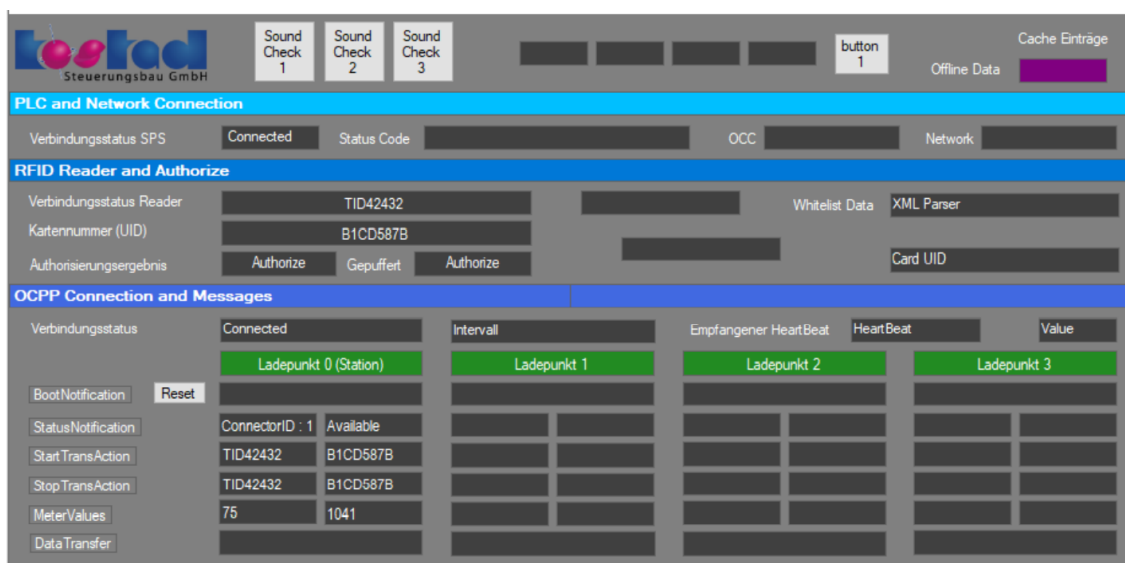 tostad
Steuerungsbau GmbH
Sound Check 1
Sound Check 2
Sound Check 3
button 1
Cache Einträge
Offline Data
PLC and Network Connection
Verbindungsstatus SPS Connected Status Code OCC Network
RFID Reader and Authorize
Verbindungsstatus Reader TID42432 Whitelist Data XML Parser
Kartennummer (UID) B1CD587B
Authorisierungsergebnis Authorize Gepuffert Authorize Card UID
OCPP Connection and Messages
Verbindungsstatus Connected Intervall Empfangener HeartBeat HeartBeat Value
Ladepunkt 0 (Station) Ladepunkt 1 Ladepunkt 2 Ladepunkt 3
BootNotification Reset
StatusNotification ConnectorID : 1 Available
StartTransAction TID42432 B1CD587B
StopTransAction TID42432 B1CD587B
MeterValues 75 1041
DataTransfer